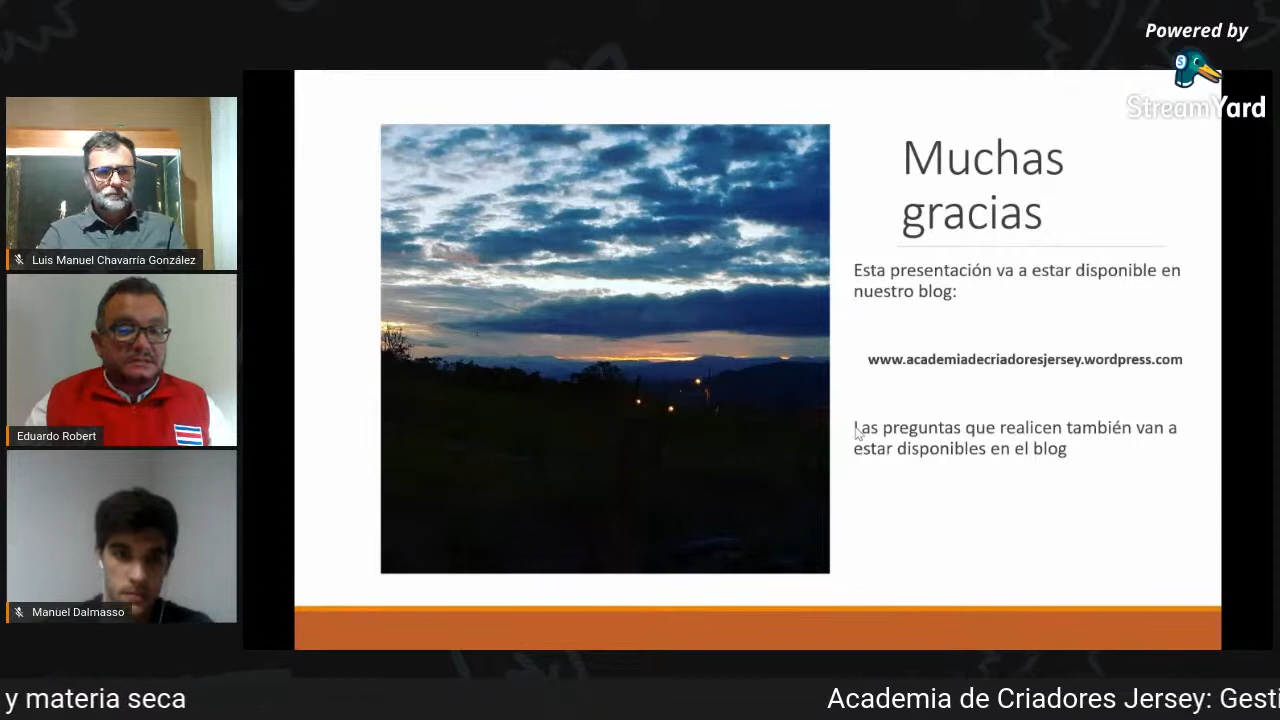 Powered by
StreamYard
Luis Manuel Chavarría González
Eduardo Robert
Manuel Dalmasso
Muchas
gracias
Esta presentación va a estar disponible en
nuestro blog:
www.academiadecriadoresjersey.wordpress.com
Las preguntas que realicen también van a
estar disponibles en el blog
y materia seca
Academia de Criadores Jersey: Gesti